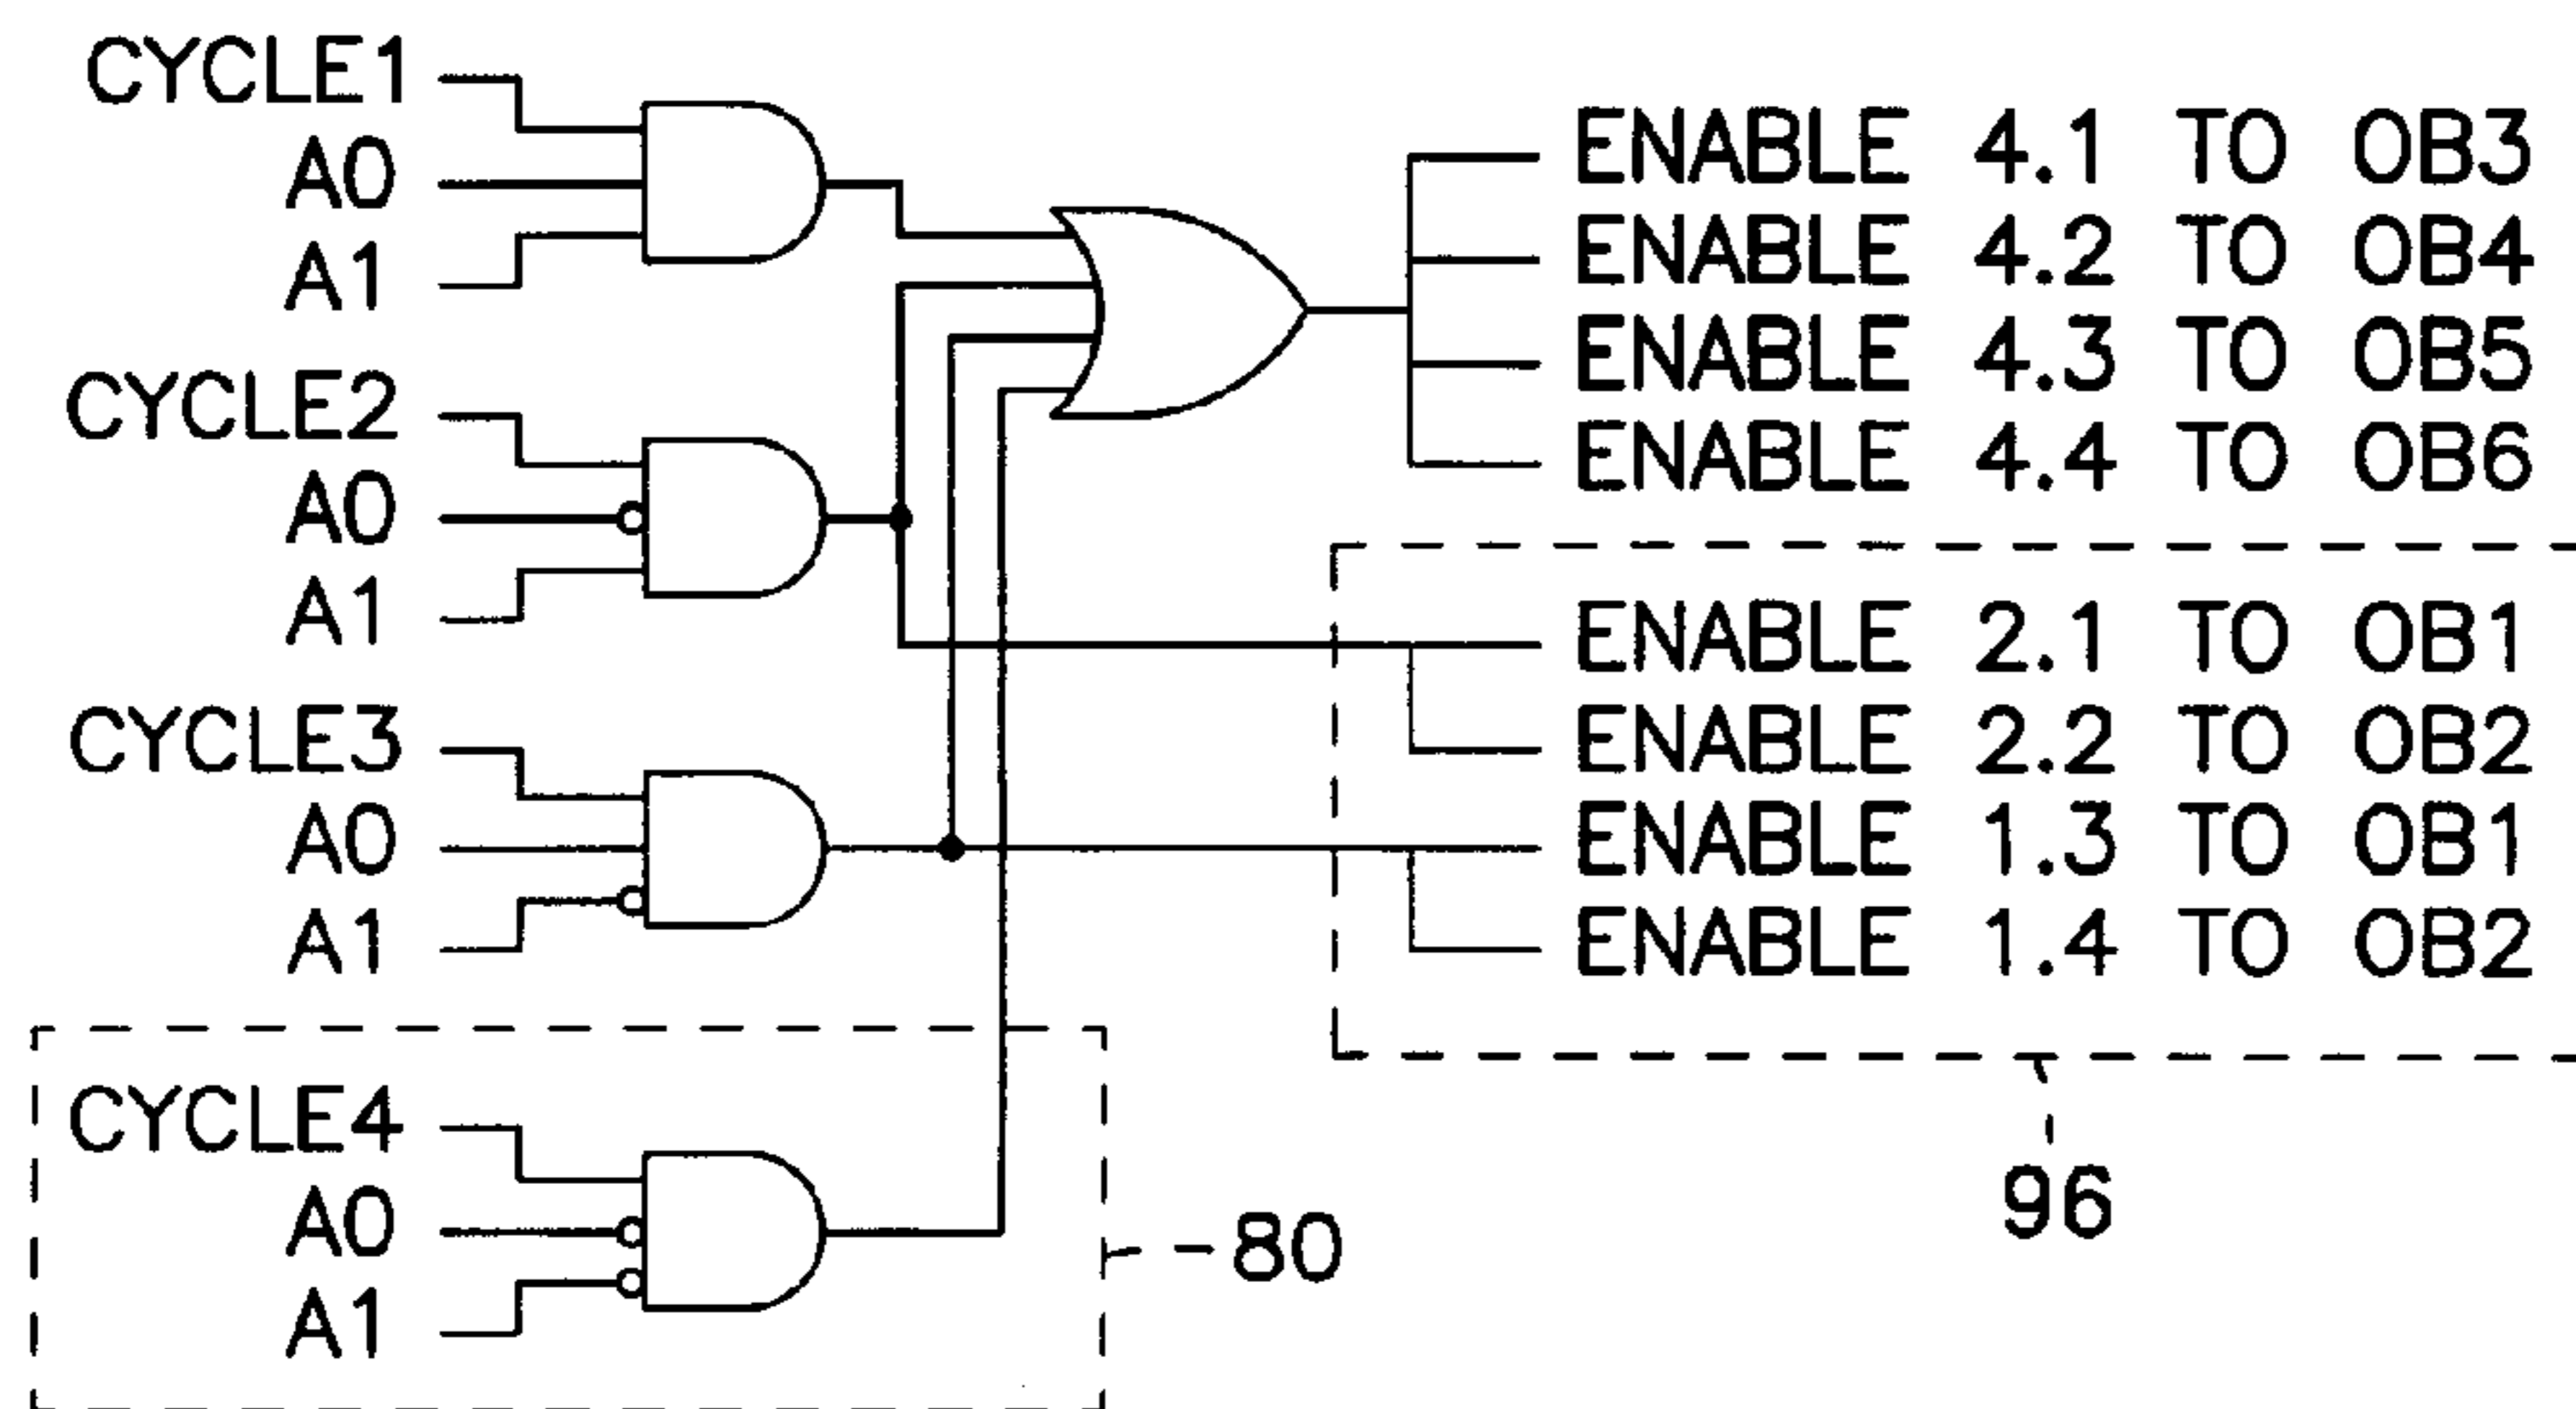 CYCLE1
A0
A1
CYCLE2
A0
A1
CYCLE3
A0
A1
CYCLE4
A0
A1
80
ENABLE 4.1 TO OB3
ENABLE 4.2 TO OB4
ENABLE 4.3 TO OB5
ENABLE 4.4 TO OB6
ENABLE 2.1 TO OB1
ENABLE 2.2 TO OB2
ENABLE 1.3 TO OB1
ENABLE 1.4 TO OB2
96